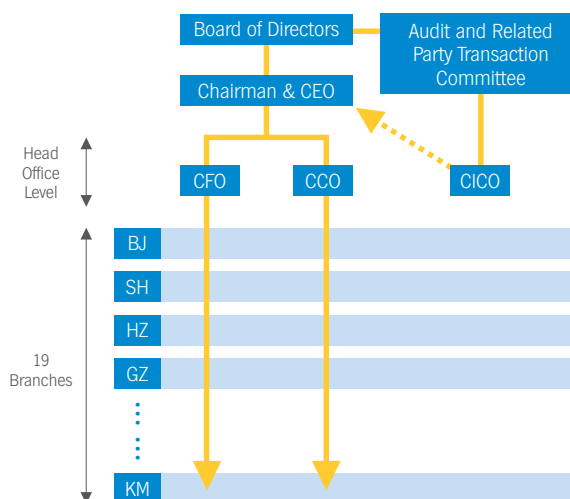 Board of Directors
Audit and Related
Party Transaction
Committee
Chairman & CEO
Head
Office
Level
CFO
CCO
CICO
BJ
SH
HZ
19
Branches
GZ
KM